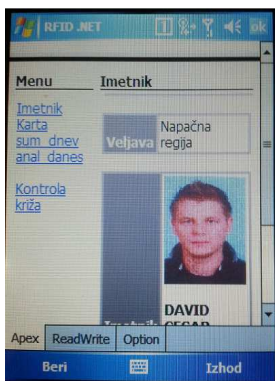 RFID .NET
ok
Menu
Imetnik
Imetnik
Karta
sum_dnev
anal_danes
Kontrola
križa
Veljava
Napačna
regija
DAVID
Apex
ReadWrite
Option
Beri
Izhod